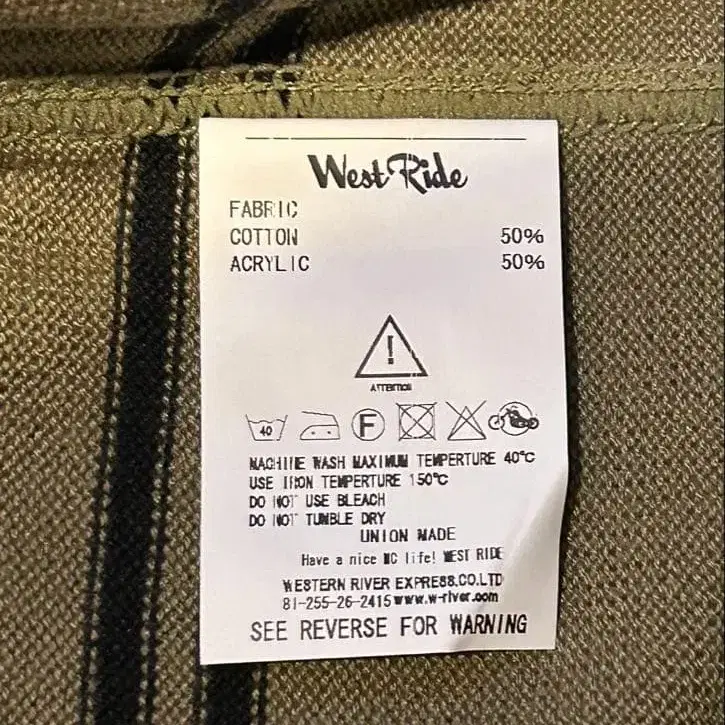 West Ride
FABRIC
COTTON 50%
ACRYLIC 50%
!
ATTENTION
40 F
MACHINE WASH MAXIMUM TEMPERTURE 40℃
USE IRON TEMPERTURE 150℃
DO NOT USE BLEACH
DO NOT TUMBLE DRY
UNION MADE
Have a nice MC life! WEST RIDE
WESTERN RIVER EXPRESS.CO.LTD
81-255-26-2415 www.w-river.com
SEE REVERSE FOR WARNING